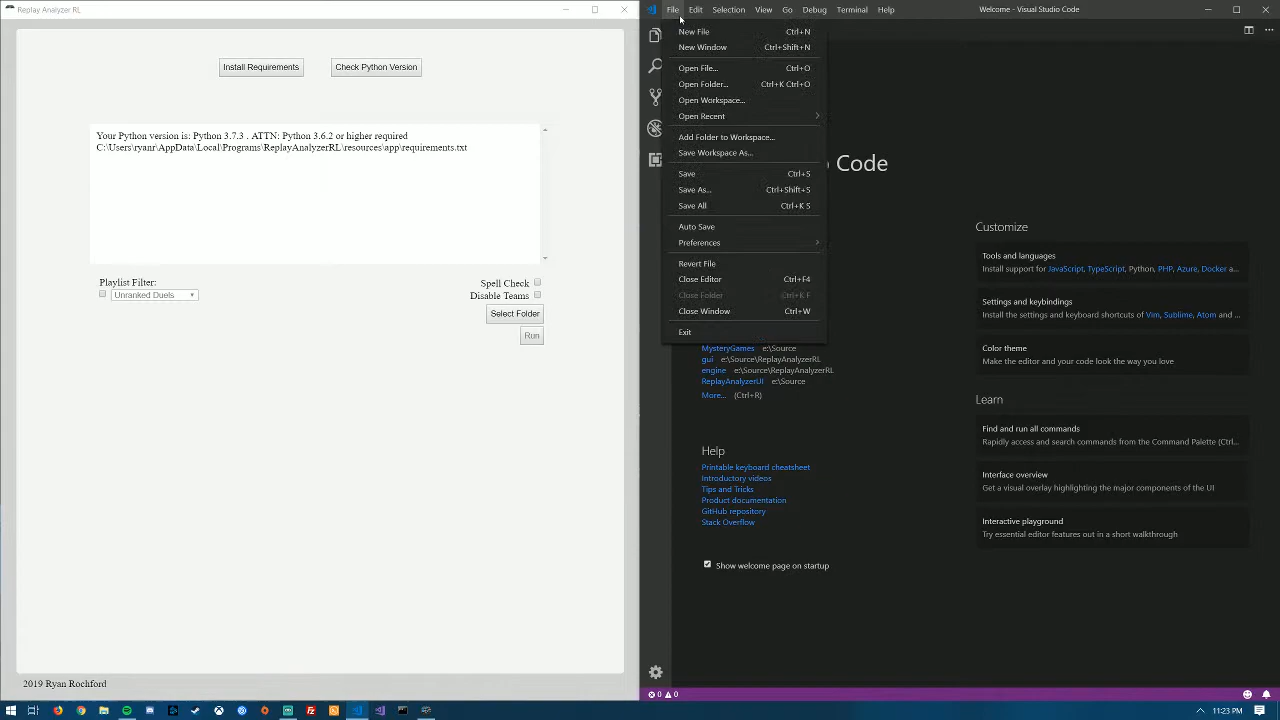 Replay Analyzer RL
Install Requirements
Check Python Version
Your Python version is: Python 3.7.3 . ATTN: Python 3.6.2 or higher required
C:\Users\ryanr\AppData\Local\Programs\ReplayAnalyzerRL\resources\app\requirements.txt
Playlist Filter:
Unranked Duels
Spell Check
Disable Teams
Select Folder
Run
2019 Ryan Rochford
File Edit Selection View Go Debug Terminal Help
Welcome - Visual Studio Code
New File Ctrl+N
New Window Ctrl+Shift+N
Open File... Ctrl+O
Open Folder... Ctrl+K Ctrl+O
Open Workspace...
Open Recent
Add Folder to Workspace...
Save Workspace As...
Save Ctrl+S
Save As... Ctrl+Shift+S
Save All Ctrl+K S
Auto Save
Preferences
Revert File
Close Editor Ctrl+F4
Close Folder Ctrl+K F
Close Window Ctrl+W
Exit
Code
MysteryGames e:\Source
gui e:\Source\ReplayAnalyzerRL
engine e:\Source\ReplayAnalyzerRL
ReplayAnalyzerUI e:\Source
More... (Ctrl+R)
Help
Printable keyboard cheatsheet
Introductory videos
Tips and Tricks
Product documentation
GitHub repository
Stack Overflow
Show welcome page on startup
Customize
Tools and languages
Install support for JavaScript, TypeScript, Python, PHP, Azure, Docker a...
Settings and keybindings
Install the settings and keyboard shortcuts of Vim, Sublime, Atom and ...
Color theme
Make the editor and your code look the way you love
Learn
Find and run all commands
Rapidly access and search commands from the Command Palette (Ctrl...
Interface overview
Get a visual overlay highlighting the major components of the UI
Interactive playground
Try essential editor features out in a short walkthrough
0 0
11:23 PM